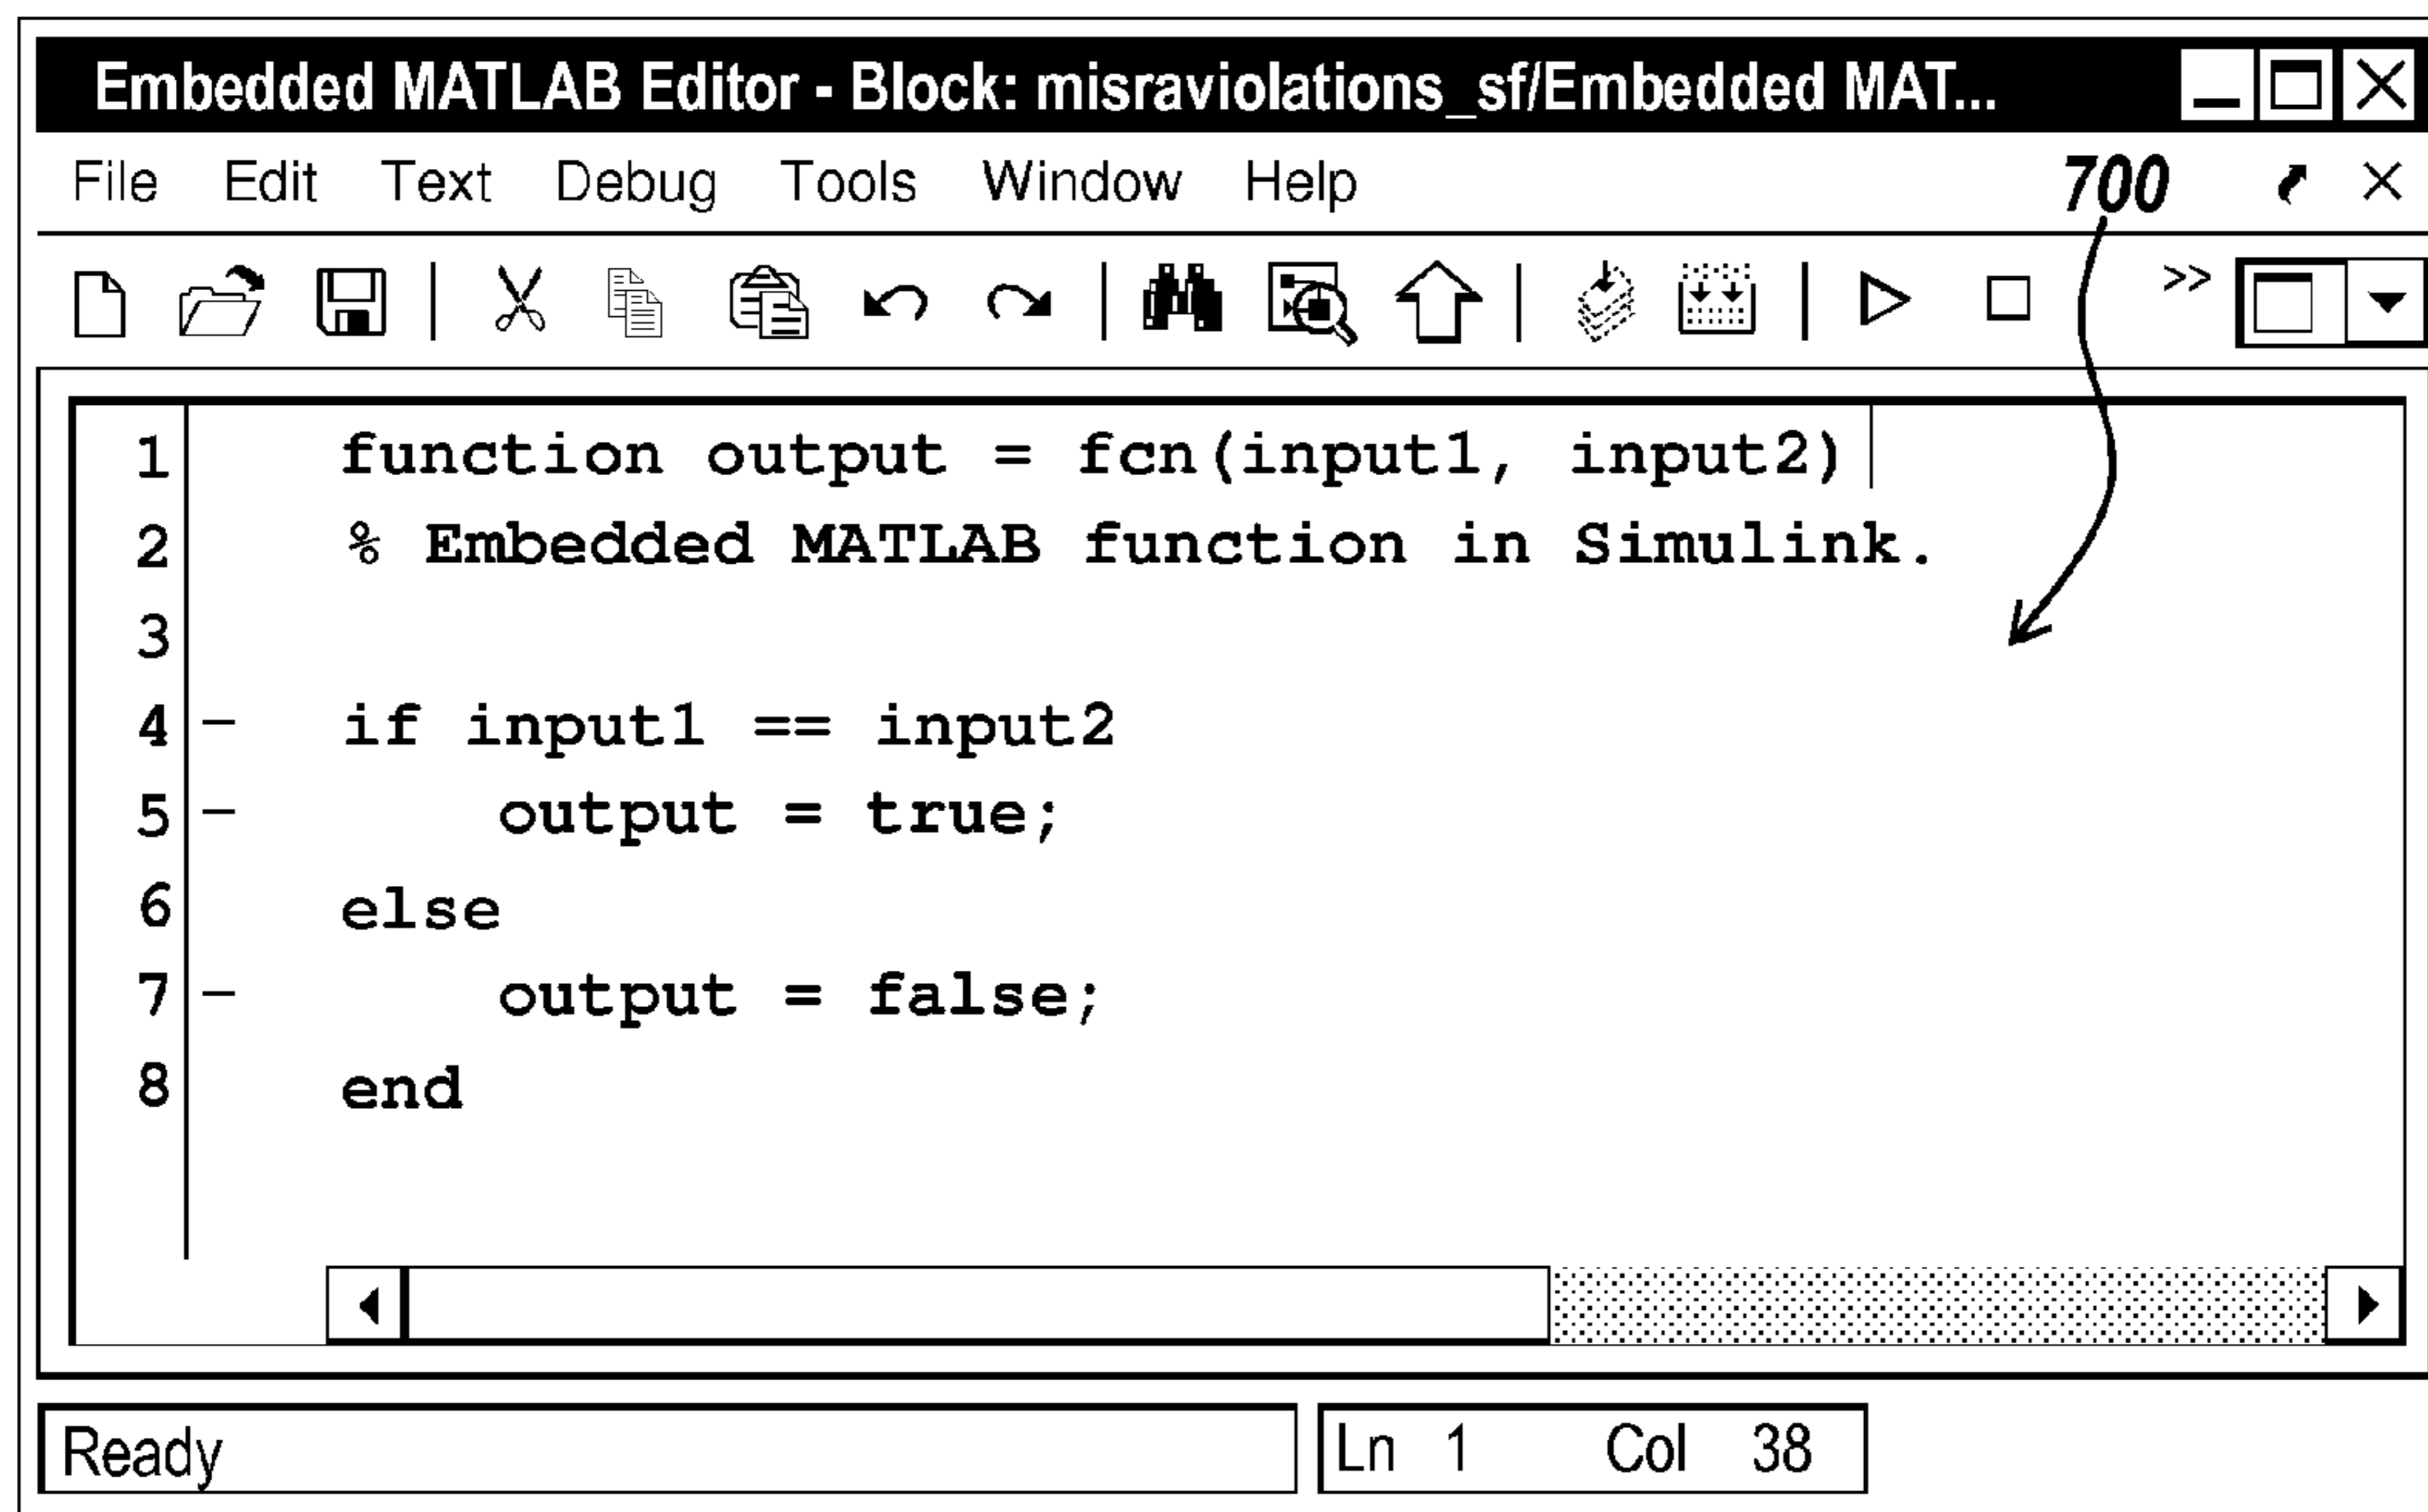 Embedded MATLAB Editor - Block: misraviolations_sf/Embedded MAT...
File Edit Text Debug Tools Window Help 700
>>
1 function output = fcn(input1, input2)
2 % Embedded MATLAB function in Simulink.
3
4 – if input1 == input2
5 – output = true;
6 else
7 – output = false;
8 end
Ready Ln 1 Col 38